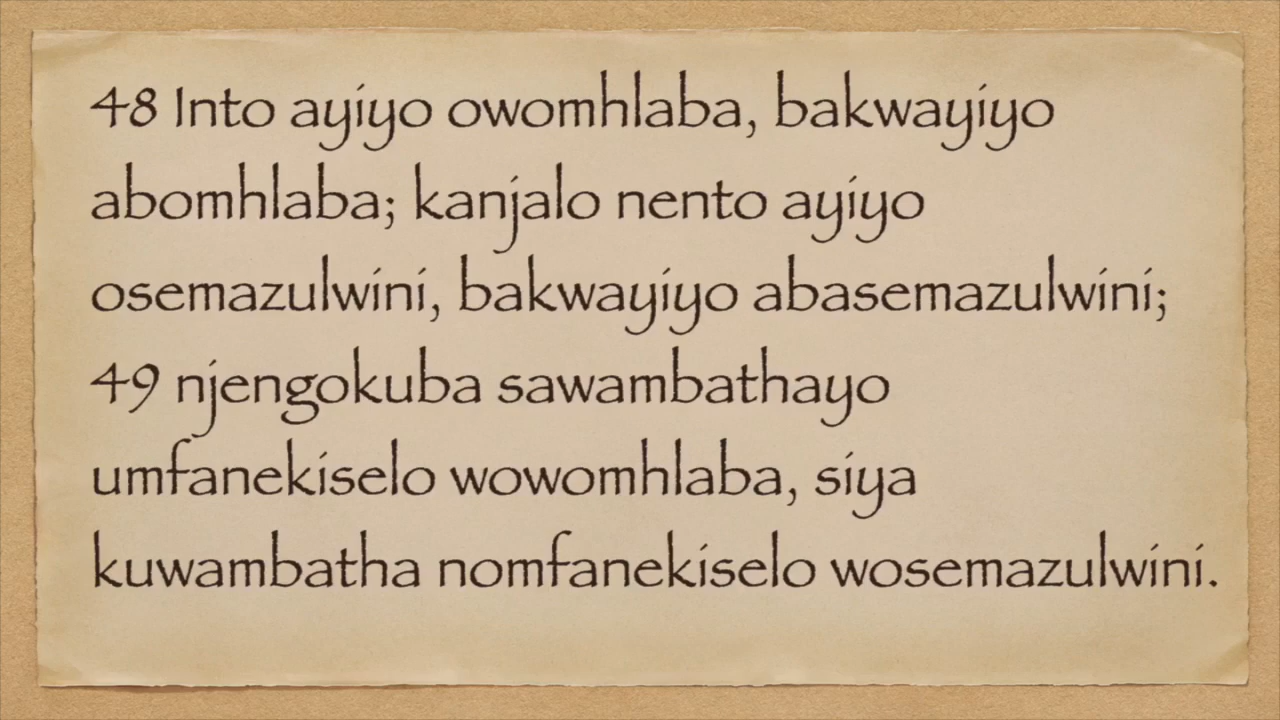 48 Into ayiyo owomhlaba, bakwayiyo
abomhlaba; kanjalo nento ayiyo
osemazulwini, bakwayiyo abasemazulwini;
49 njengokuba sawambathayo
umfanekiselo wowomhlaba, siya
kuwambatha nomfanekiselo wosemazulwini.